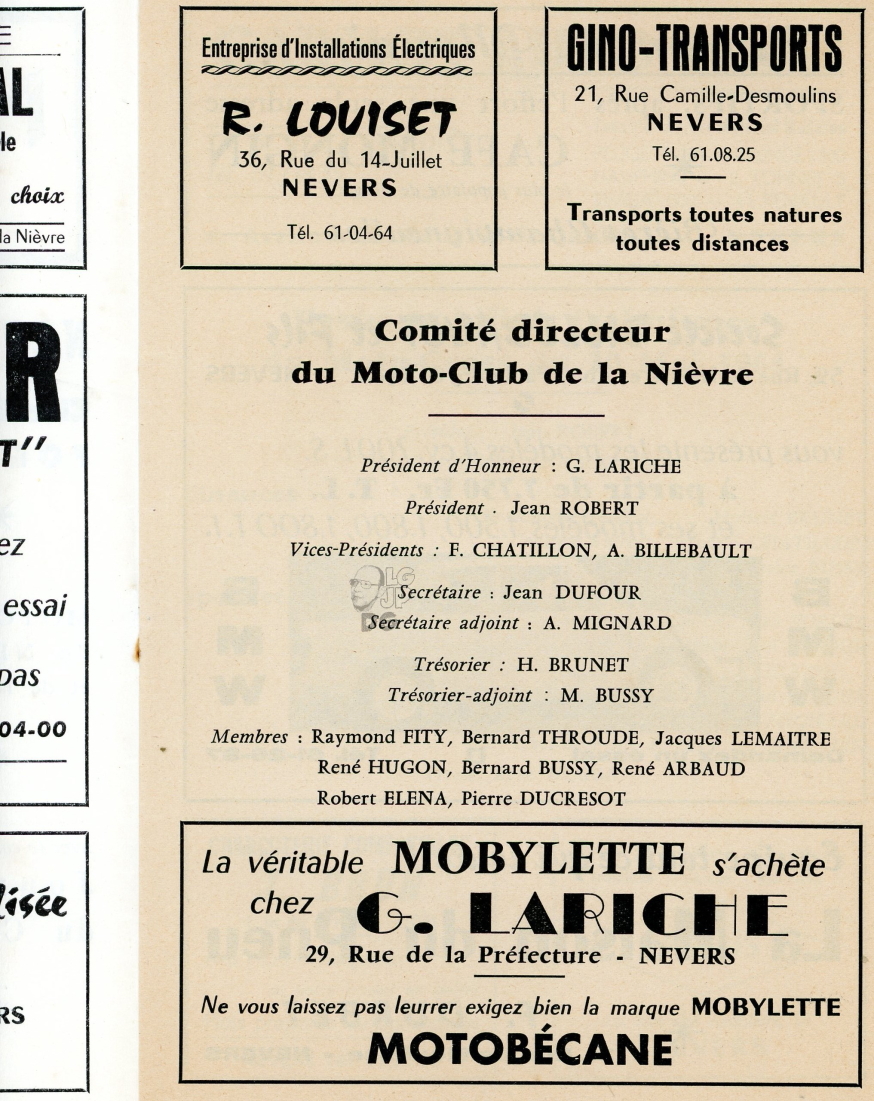 E
AL
le
choix
la Nièvre
R
T"
ez
essai
pas
04-00
lisée
RS
Entreprise d'Installations Électriques
R. LOUISET
36, Rue du 14-Juillet
NEVERS
Tél. 61-04-64
GINO-TRANSPORTS
21, Rue Camille-Desmoulins
NEVERS
Tél. 61.08.25
Transports toutes natures
toutes distances
Comité directeur
du Moto-Club de la Nièvre
Président d'Honneur : G. LARICHE
Président . Jean ROBERT
Vices-Présidents : F. CHATILLON, A. BILLEBAULT
Secrétaire : Jean DUFOUR
Secrétaire adjoint : A. MIGNARD
Trésorier : H. BRUNET
Trésorier-adjoint : M. BUSSY
Membres : Raymond FITY, Bernard THROUDE, Jacques LEMAITRE
René HUGON, Bernard BUSSY, René ARBAUD
Robert ELENA, Pierre DUCRESOT
LG
JP
DG
La véritable MOBYLETTE s'achète
chez G. LARICHE
29, Rue de la Préfecture - NEVERS
Ne vous laissez pas leurrer exigez bien la marque MOBYLETTE
MOTOBÉCANE